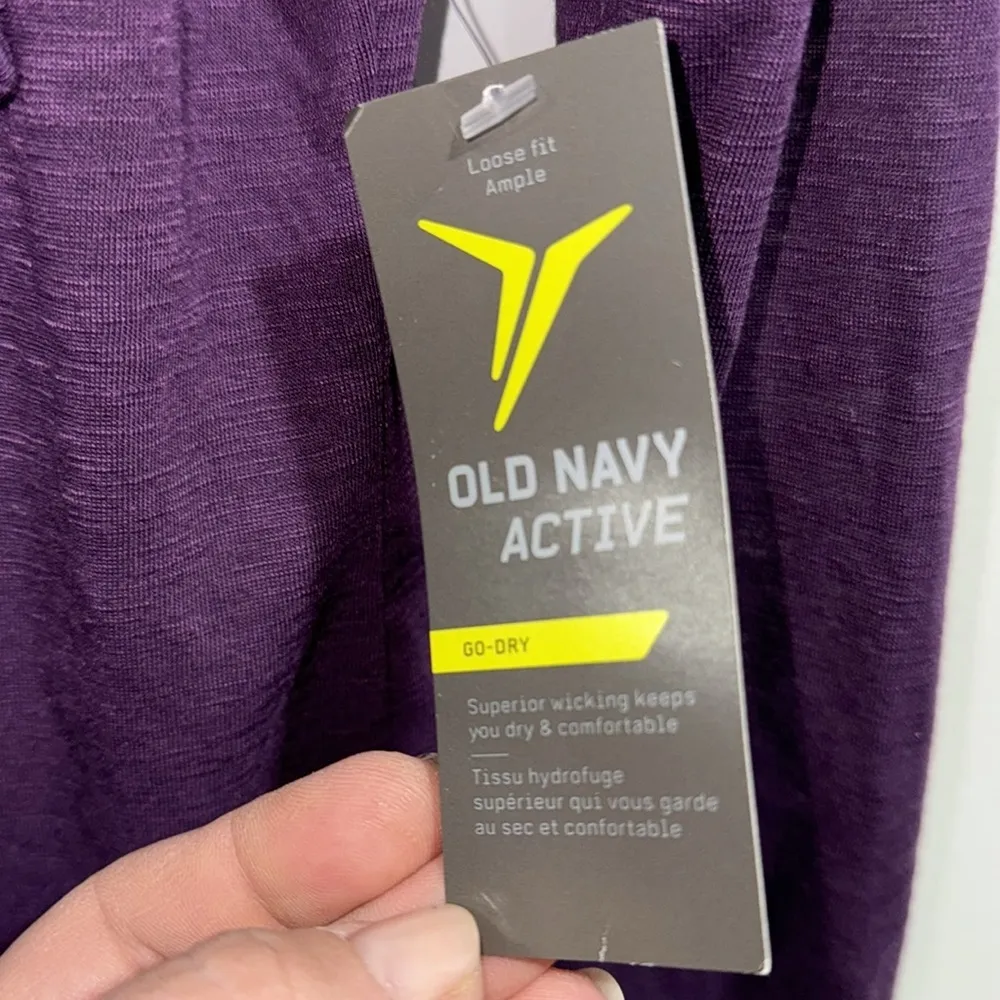 Loose fit
Ample
OLD NAVY
ACTIVE
GO-DRY
Superior wicking keeps
you dry & comfortable
Tissu hydrofuge
supérieur qui vous garde
au sec et confortable